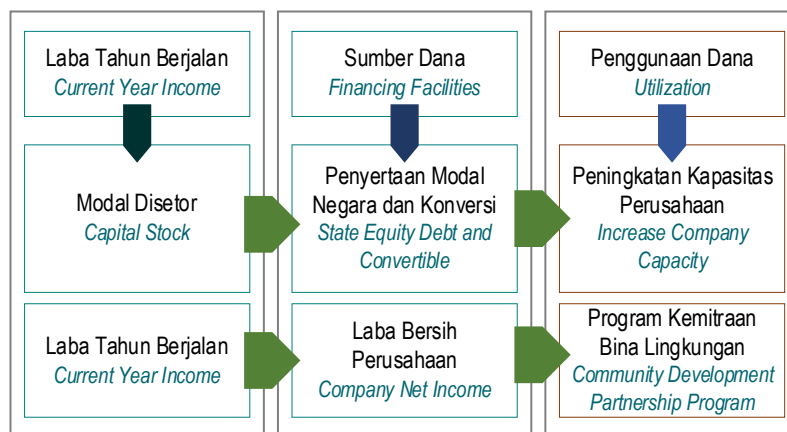 Laba Tahun Berjalan
Current Year Income
Sumber Dana
Financing Facilities
Penggunaan Dana
Utilization
Modal Disetor
Capital Stock
Penyertaan Modal
Negara dan Konversi
State Equity Debt and
Convertible
Peningkatan Kapasitas
Perusahaan
Increase Company
Capacity
Laba Tahun Berjalan
Current Year Income
Laba Bersih
Perusahaan
Company Net Income
Program Kemitraan
Bina Lingkungan
Community Development
Partnership Program